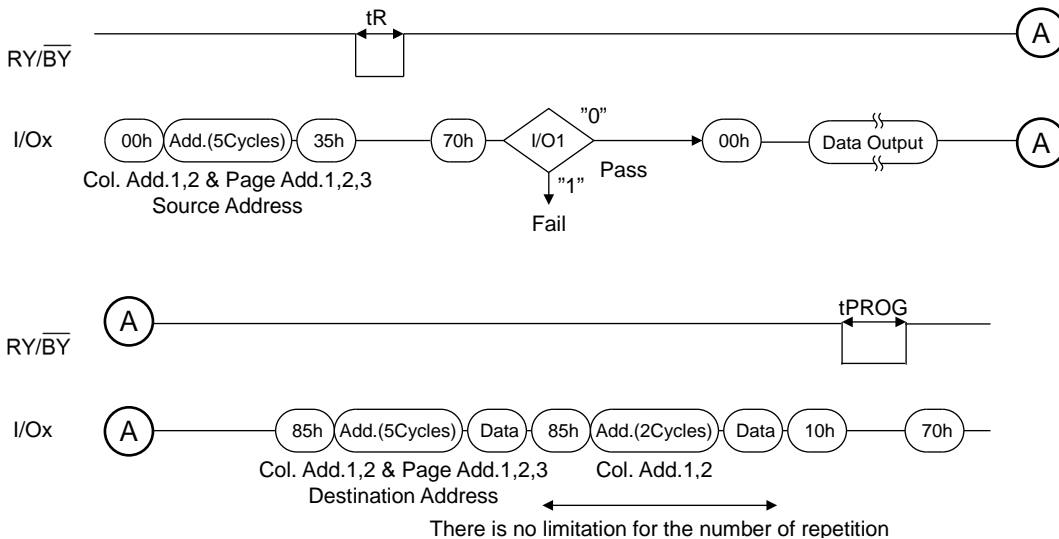 tR
A
RY/BY
I/Ox
00h Add.(5Cycles) 35h 70h I/O1 "0" 00h Data Output A
Pass
"1"
Col. Add.1,2 & Page Add.1,2,3
Source Address
Fail
A
tPROG
RY/BY
I/Ox
A 85h Add.(5Cycles) Data 85h Add.(2Cycles) Data 10h 70h
Col. Add.1,2 & Page Add.1,2,3 Col. Add.1,2
Destination Address
There is no limitation for the number of repetition